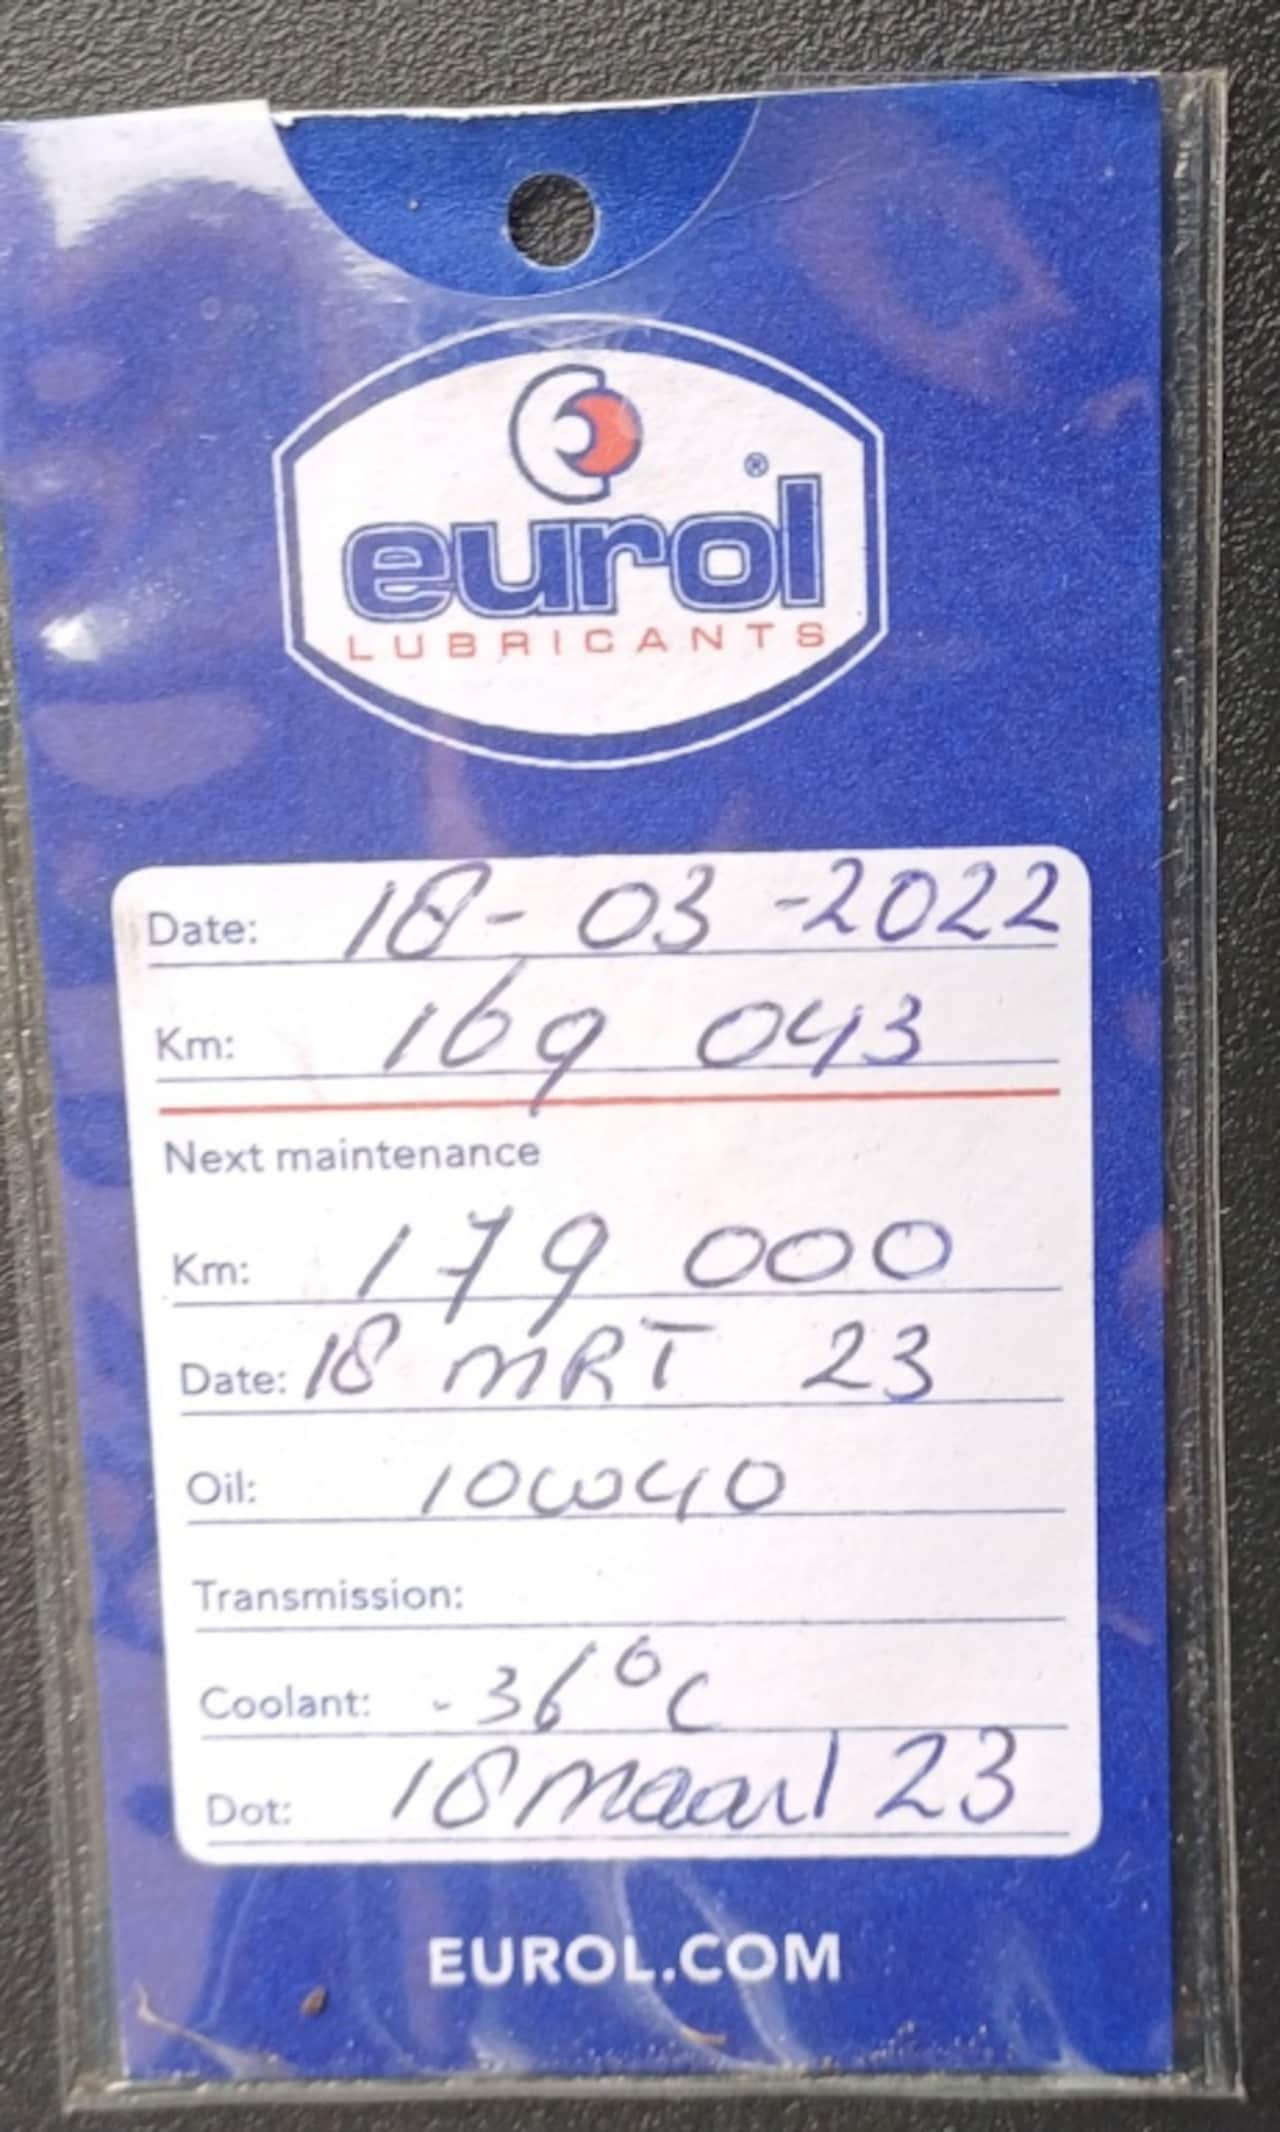 eurol®
LUBRICANTS
Date: 18-03-2022
Km: 169 043
Next maintenance
Km: 179 000
Date: 18 MRT 23
Oil: 10w40
Transmission:
Coolant: -36°C
Dot: 18 maart 23
EUROL.COM